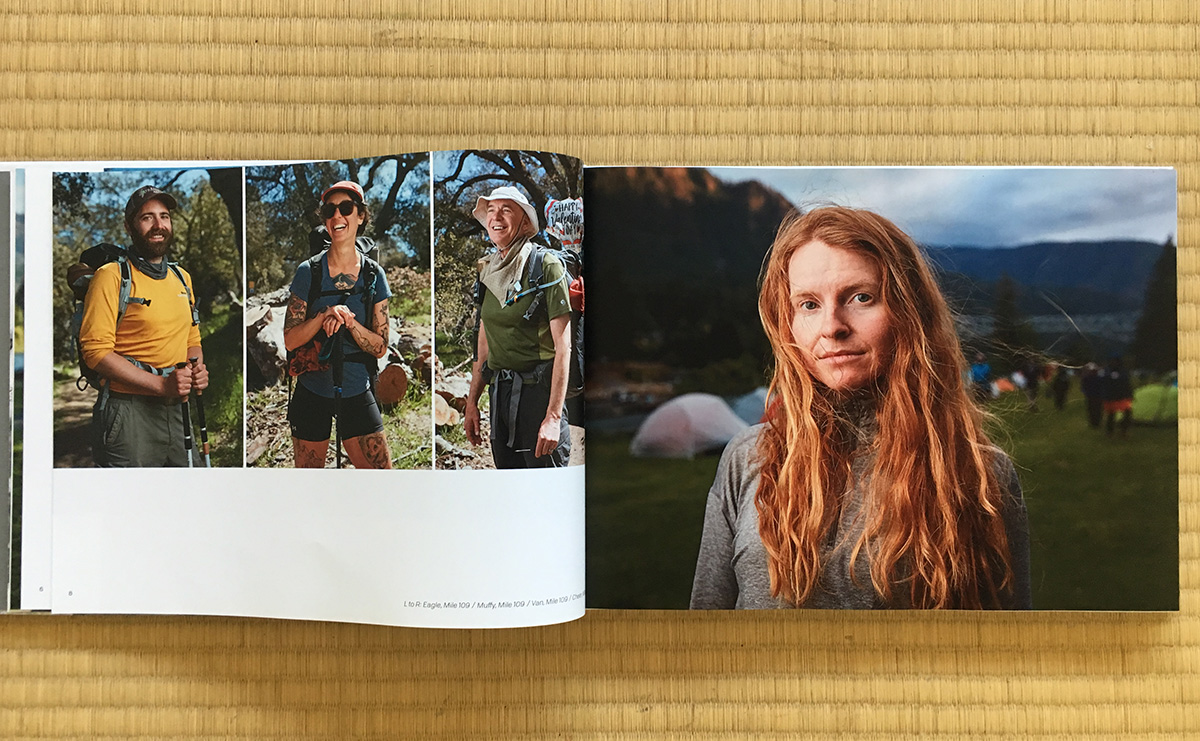 HAPPY
Valentine
6
8
L to R: Eagle, Mile 109 / Muffy, Mile 109 / Van, Mile 109 /